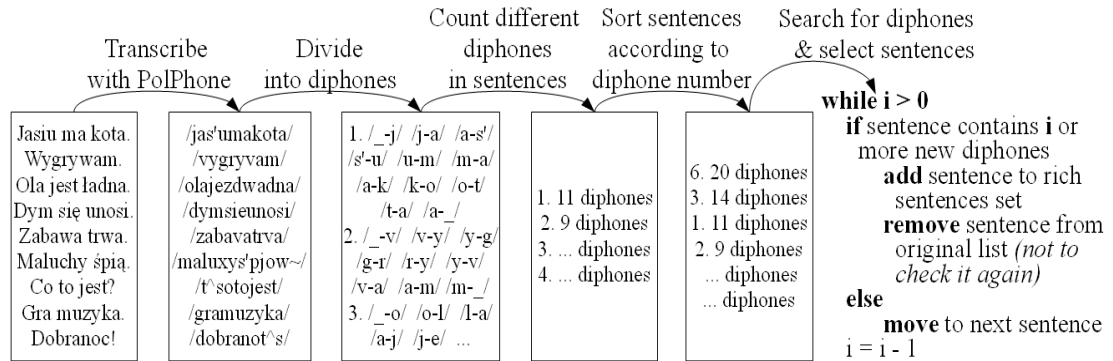 Transcribe
with PolPhone
Divide
into diphones
Count different
diphones
in sentences
Sort sentences
according to
diphone number
Search for diphones
& select sentences
Jasiu ma kota.
Wygrywam.
Ola jest ładna.
Dym się unosi.
Zabawa trwa.
Maluchy śpią.
Co to jest?
Gra muzyka.
Dobranoc!
/jas'umakota/
/vygryvam/
/olajezdwadna/
/dymsieunosi/
/zabavatrva/
/maluxys'pjow~/
/t^sotojest/
/gramuzyka/
/dobranot^s/
1. /_-j/ /j-a/ /a-s'/
/s'-u/ /u-m/ /m-a/
/a-k/ /k-o/ /o-t/
/t-a/ /a-_/
2. /_-v/ /v-y/ /y-g/
/g-r/ /r-y/ /y-v/
/v-a/ /a-m/ /m-_/
3. /_-o/ /o-l/ /l-a/
/a-j/ /j-e/ ...
1. 11 diphones
2. 9 diphones
3. ... diphones
4. ... diphones
6. 20 diphones
3. 14 diphones
1. 11 diphones
2. 9 diphones
... diphones
... diphones
while i > 0
if sentence contains i or
more new diphones
add sentence to rich
sentences set
remove sentence from
original list (not to
check it again)
else
move to next sentence
i = i - 1